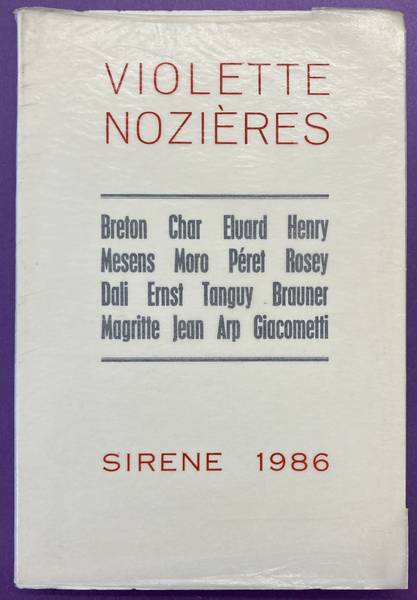 VIOLETTE
NOZIÈRES
Breton Char Eluard Henry
Mesens Moro Péret Rosey
Dali Ernst Tanguy Brauner
Magritte Jean Arp Giacometti
SIRENE 1986